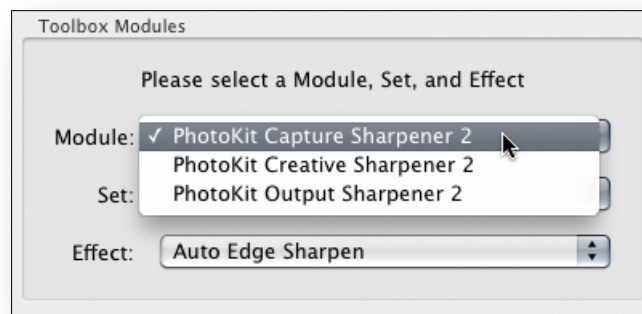 Toolbox Modules
Please select a Module, Set, and Effect
Module: ✓ PhotoKit Capture Sharpener 2
PhotoKit Creative Sharpener 2
Set: PhotoKit Output Sharpener 2
Effect: Auto Edge Sharpen